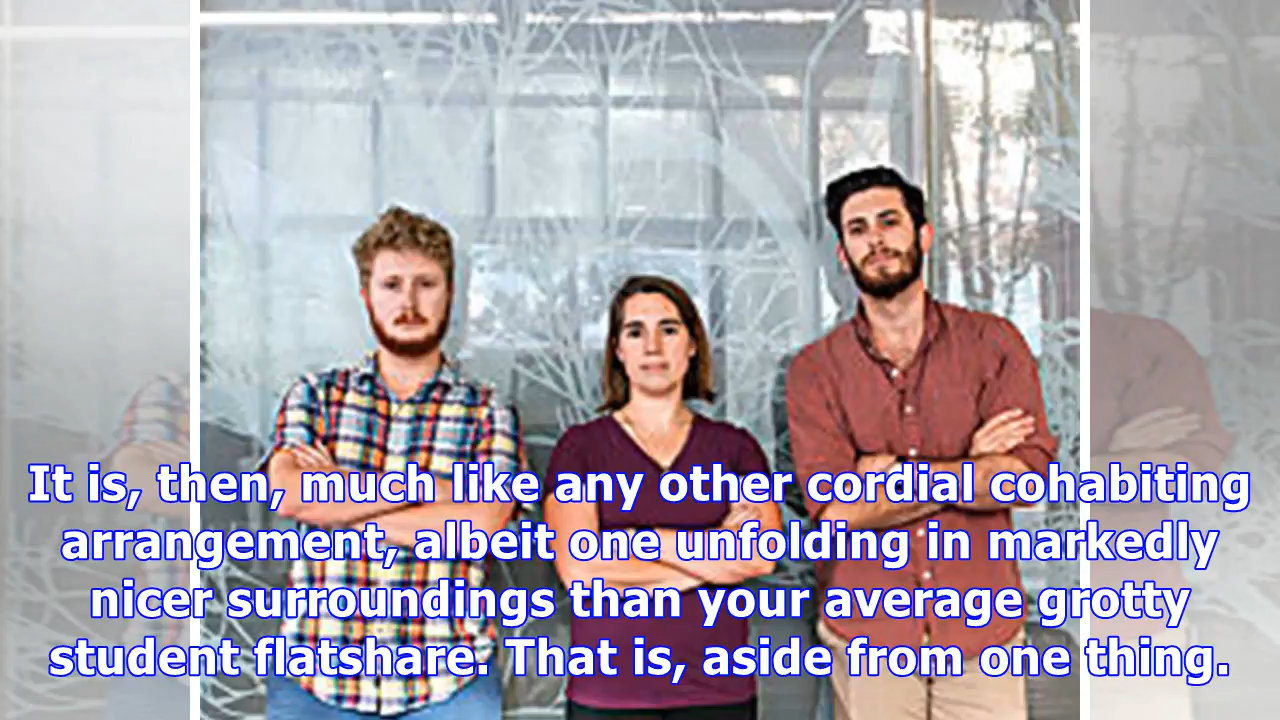 It is, then, much like any other cordial cohabiting
arrangement, albeit one unfolding in markedly
nicer surroundings than your average grotty
student flatshare. That is, aside from one thing.